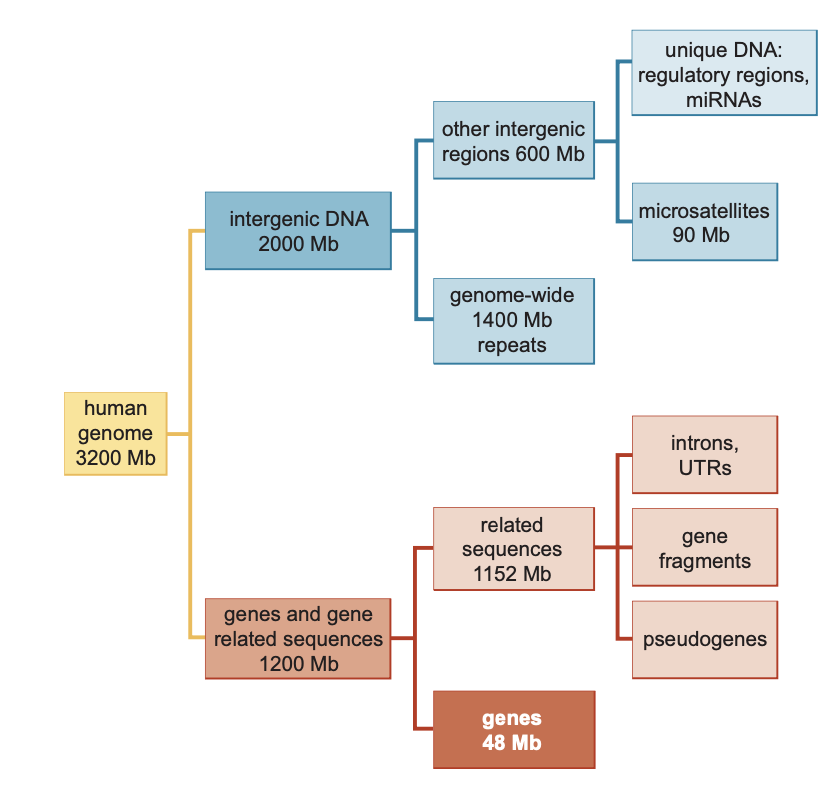 unique DNA:
regulatory regions,
miRNAs
other intergenic
regions 600 Mb
microsatellites
90 Mb
intergenic DNA
2000 Mb
genome-wide
1400 Mb
repeats
human
genome
3200 Mb
introns,
UTRs
related
sequences
1152 Mb
gene
fragments
genes and gene
related sequences
1200 Mb
pseudogenes
genes
48 Mb